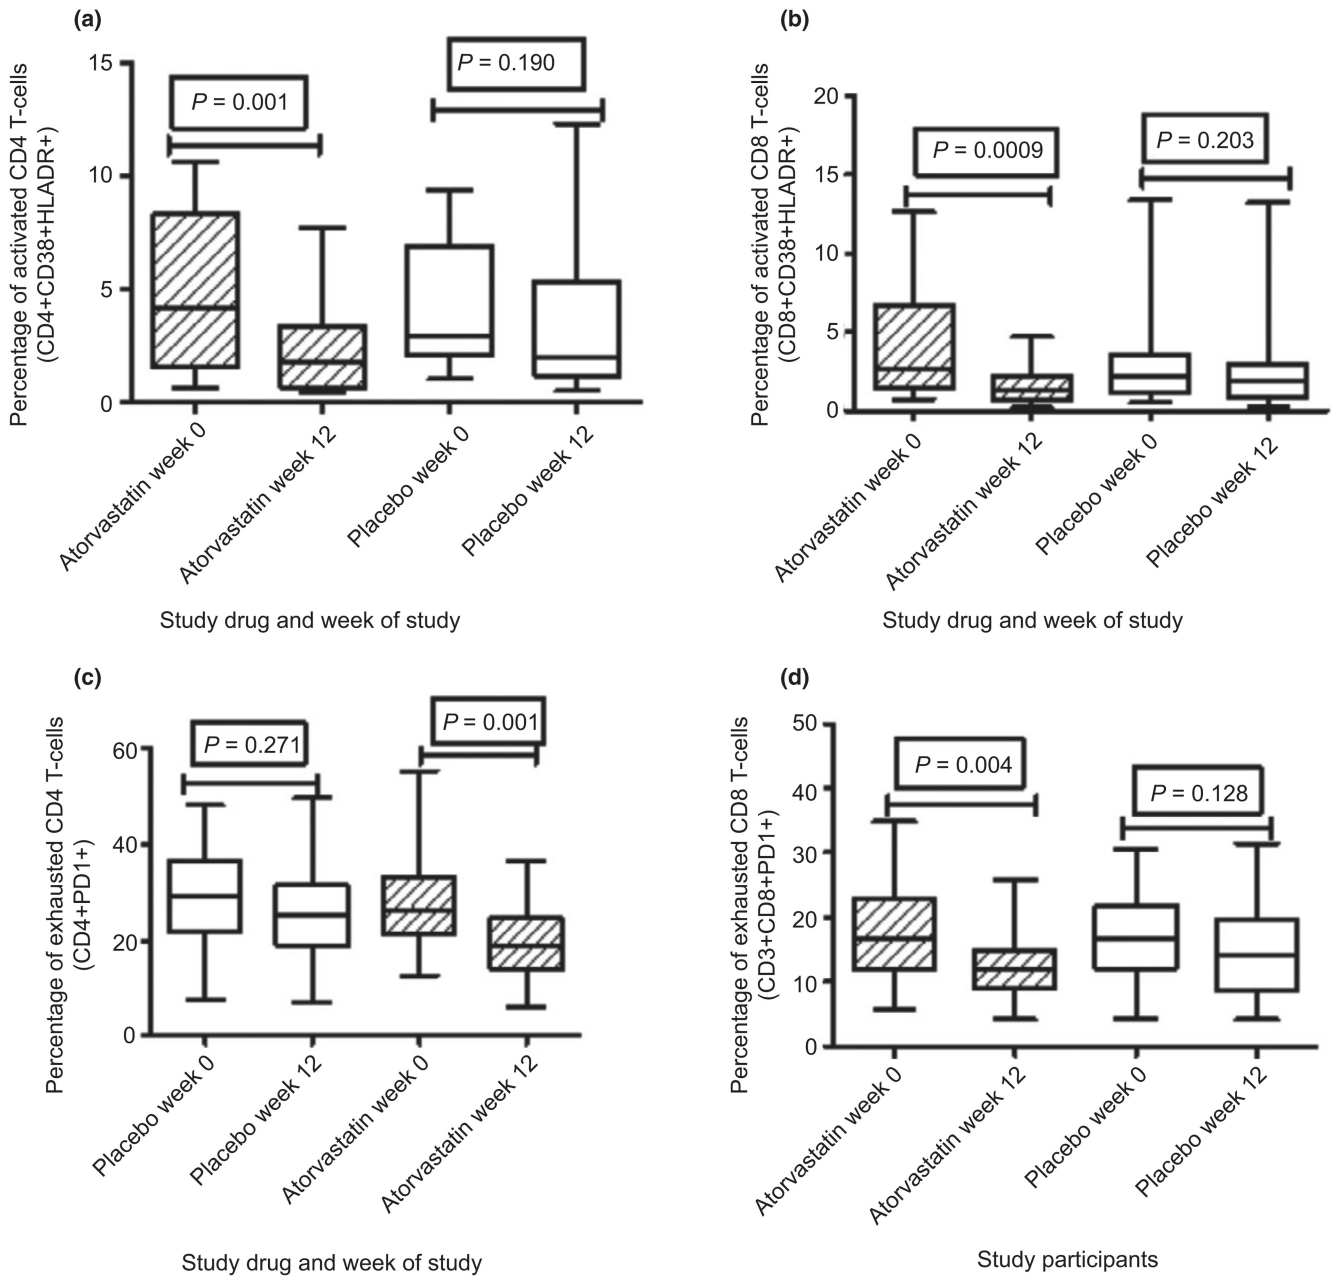 (a)
Percentage of activated CD4 T-cells
(CD4+CD38+HLADR+)
15
10
5
0
P = 0.001
P = 0.190
Atorvastatin week 0
Atorvastatin week 12
Placebo week 0
Placebo week 12
Study drug and week of study
(b)
Percentage of activated CD8 T-cells
(CD8+CD38+HLADR+)
20
15
10
5
0
P = 0.0009
P = 0.203
Atorvastatin week 0
Atorvastatin week 12
Placebo week 0
Placebo week 12
Study drug and week of study
(c)
Percentage of exhausted CD4 T-cells
(CD4+PD1+)
60
40
20
0
P = 0.271
P = 0.001
Placebo week 0
Placebo week 12
Atorvastatin week 0
Atorvastatin week 12
Study drug and week of study
(d)
Percentage of exhausted CD8 T-cells
(CD3+CD8+PD1+)
50
40
30
20
10
0
P = 0.004
P = 0.128
Atorvastatin week 0
Atorvastatin week 12
Placebo week 0
Placebo week 12
Study participants